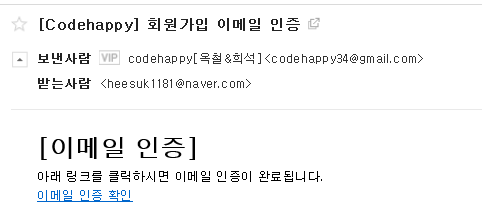 [Codehappy] 회원가입 이메일 인증
보낸사람 VIP codehappy[옥철&희석]<codehappy34@gmail.com>
받는사람 <heesuk1181@naver.com>
[이메일 인증]
아래 링크를 클릭하시면 이메일 인증이 완료됩니다.
이메일 인증 확인